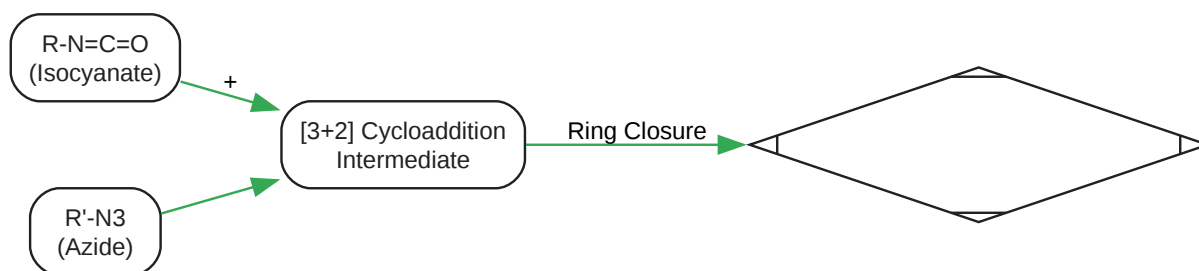 R-N=C=O
(Isocyanate)
+
[3+2] Cycloaddition
Intermediate
Ring Closure
R'-N3
(Azide)